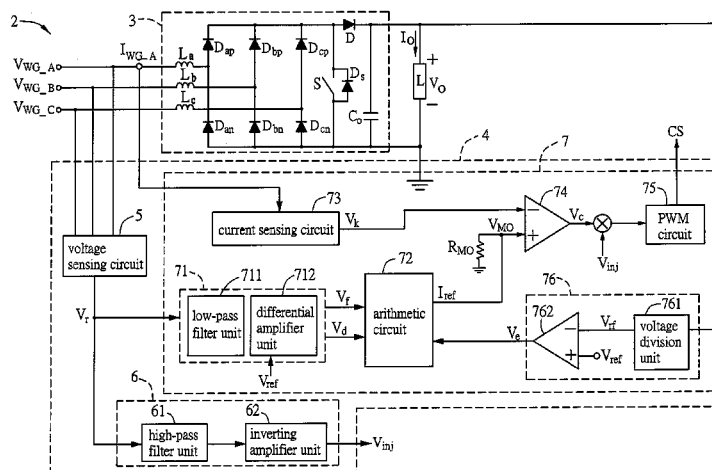 2
3
I_WG_A
V_WG_A
V_WG_B
V_WG_C
L_a
L_b
L_c
D_ap
D_bp
D_cp
D_an
D_bn
D_cn
S
D_s
D
C_o
I_O
L
+
V_O
−
4
7
CS
5
voltage
sensing circuit
V_r
73
current sensing circuit
V_k
74
−
+
V_MO
R_MO
V_c
V_inj
75
PWM
circuit
71
711
low-pass
filter unit
712
differential
amplifier
unit
V_ref
V_f
V_d
72
arithmetic
circuit
I_ref
V_e
76
762
−
+
V_rf
V_ref
761
voltage
division
unit
6
61
high-pass
filter unit
62
inverting
amplifier unit
V_inj